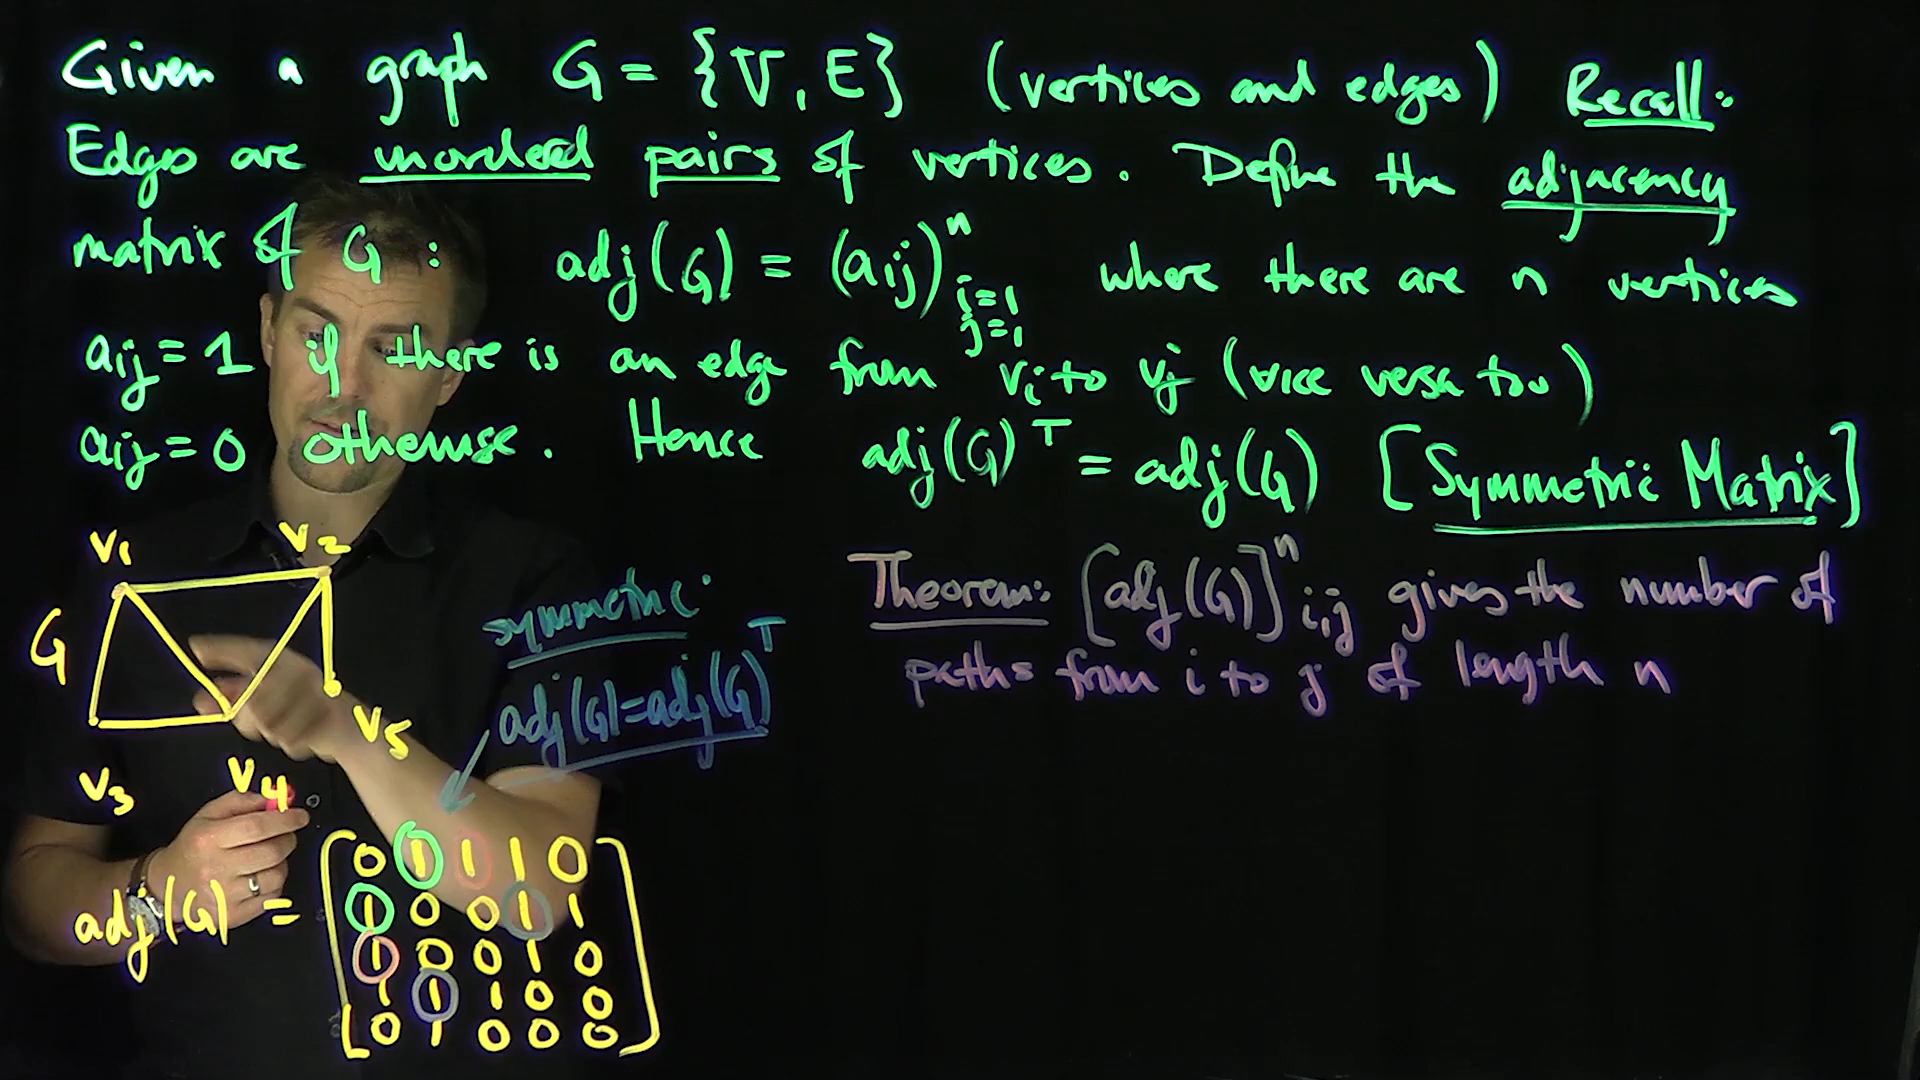 Given a graph G = {V, E} (vertices and edges) Recall:
Edges are unordered pairs of vertices. Define the adjacency
matrix of G: adj(G) = (aij)^n i=1 j=1 where there are n vertices
aij = 1 if there is an edge from vi to vj (vice versa too)
aij = 0 otherwise. Hence adj(G)^T = adj(G) [Symmetric Matrix]
V1 V2
G
V3 V4 V5
symmetric:
adj(G)=adj(G)^T
Theorem: [adj(G)]^n i,j gives the number of
paths from i to j of length n
adj(G) =
0 1 1 1 0
1 0 0 1 1
1 0 0 1 0
1 1 1 0 0
0 1 0 0 0